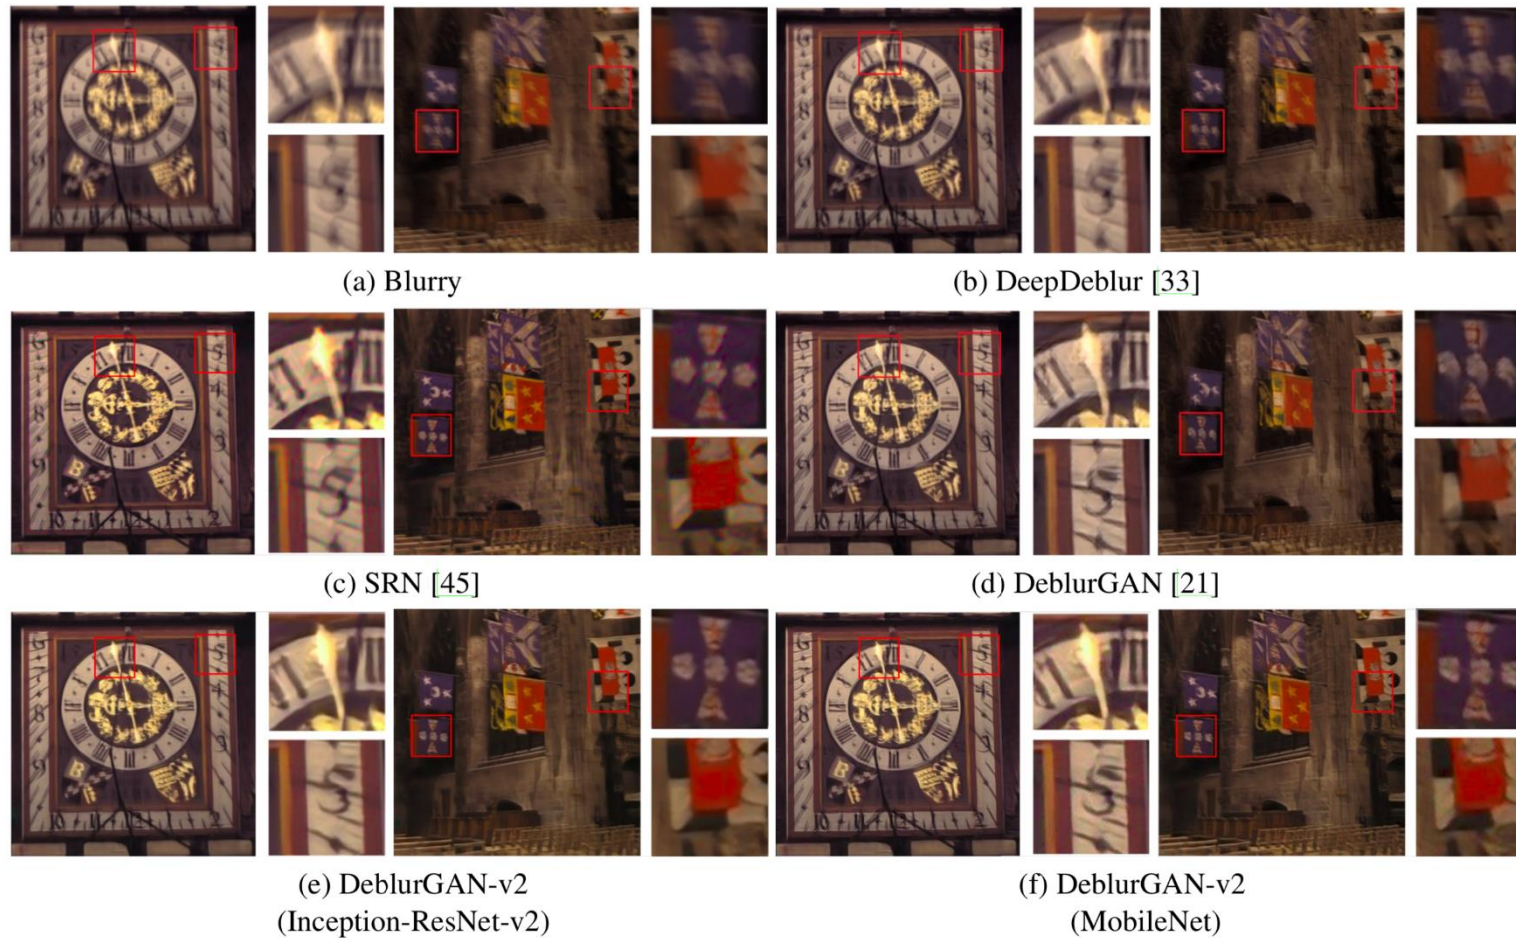 (a) Blurry
(b) DeepDeblur [33]
(c) SRN [45]
(d) DeblurGAN [21]
(e) DeblurGAN-v2
(Inception-ResNet-v2)
(f) DeblurGAN-v2
(MobileNet)